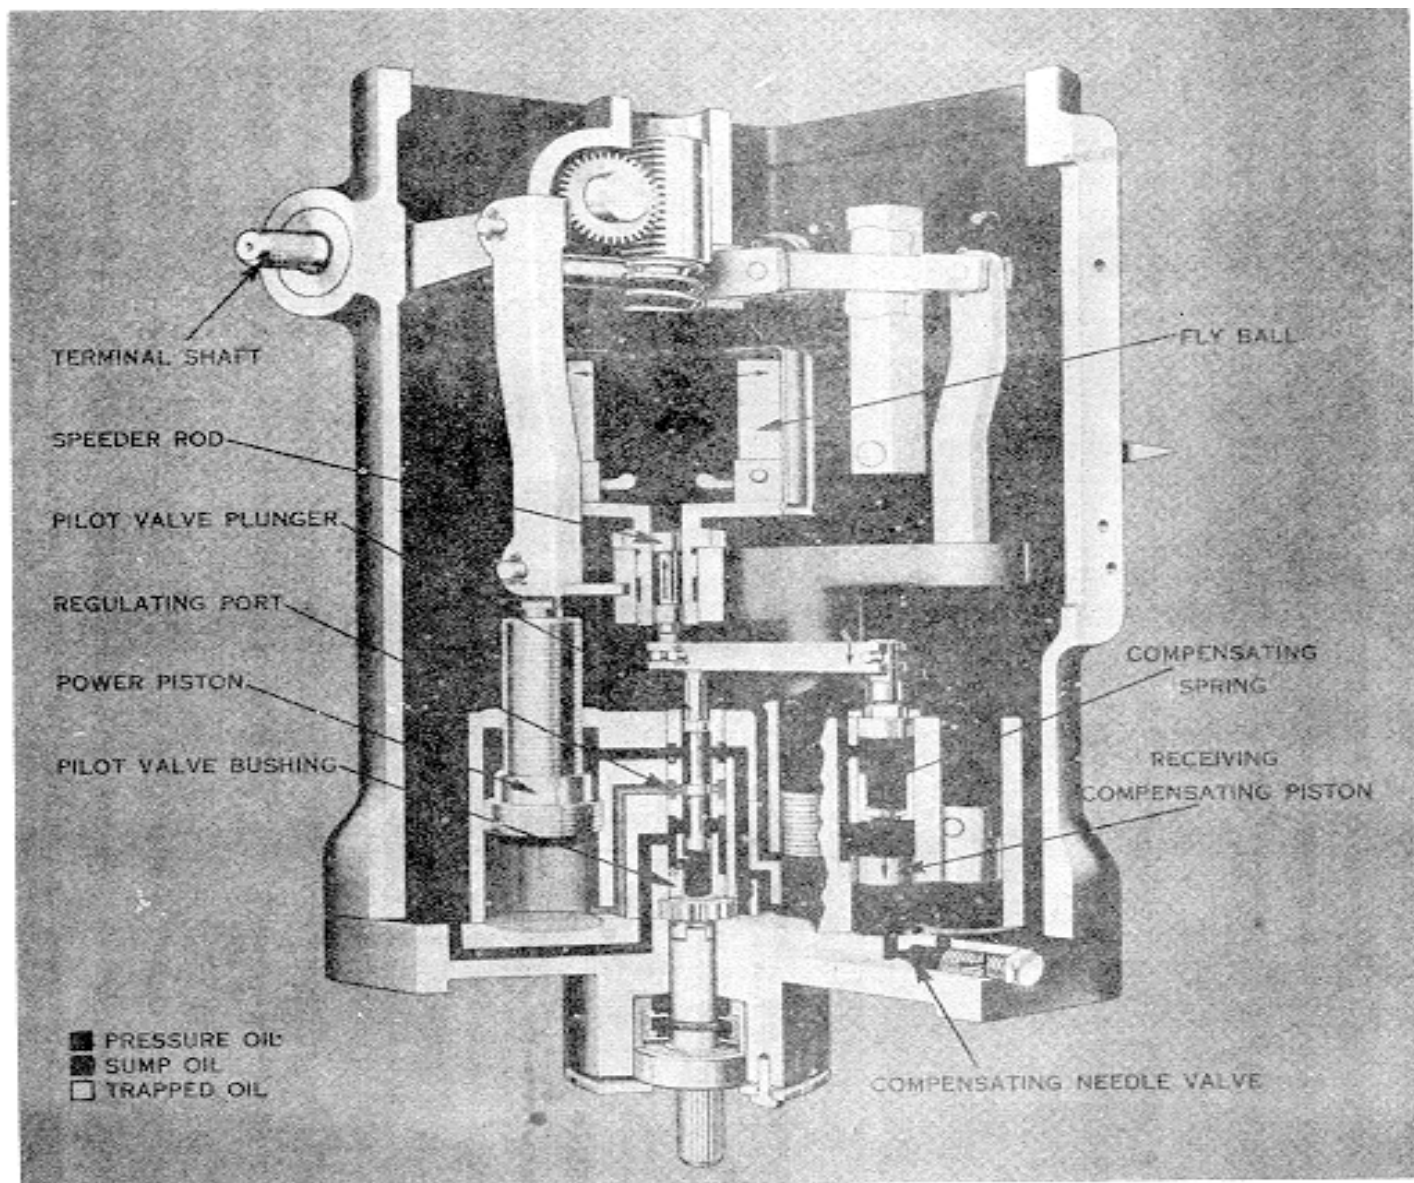 TERMINAL SHAFT
SPEEDER ROD
PILOT VALVE PLUNGER
REGULATING PORT
POWER PISTON
PILOT VALVE BUSHING
FLY BALL
COMPENSATING
SPRING
RECEIVING
COMPENSATING PISTON
COMPENSATING NEEDLE VALVE
PRESSURE OIL
SUMP OIL
TRAPPED OIL